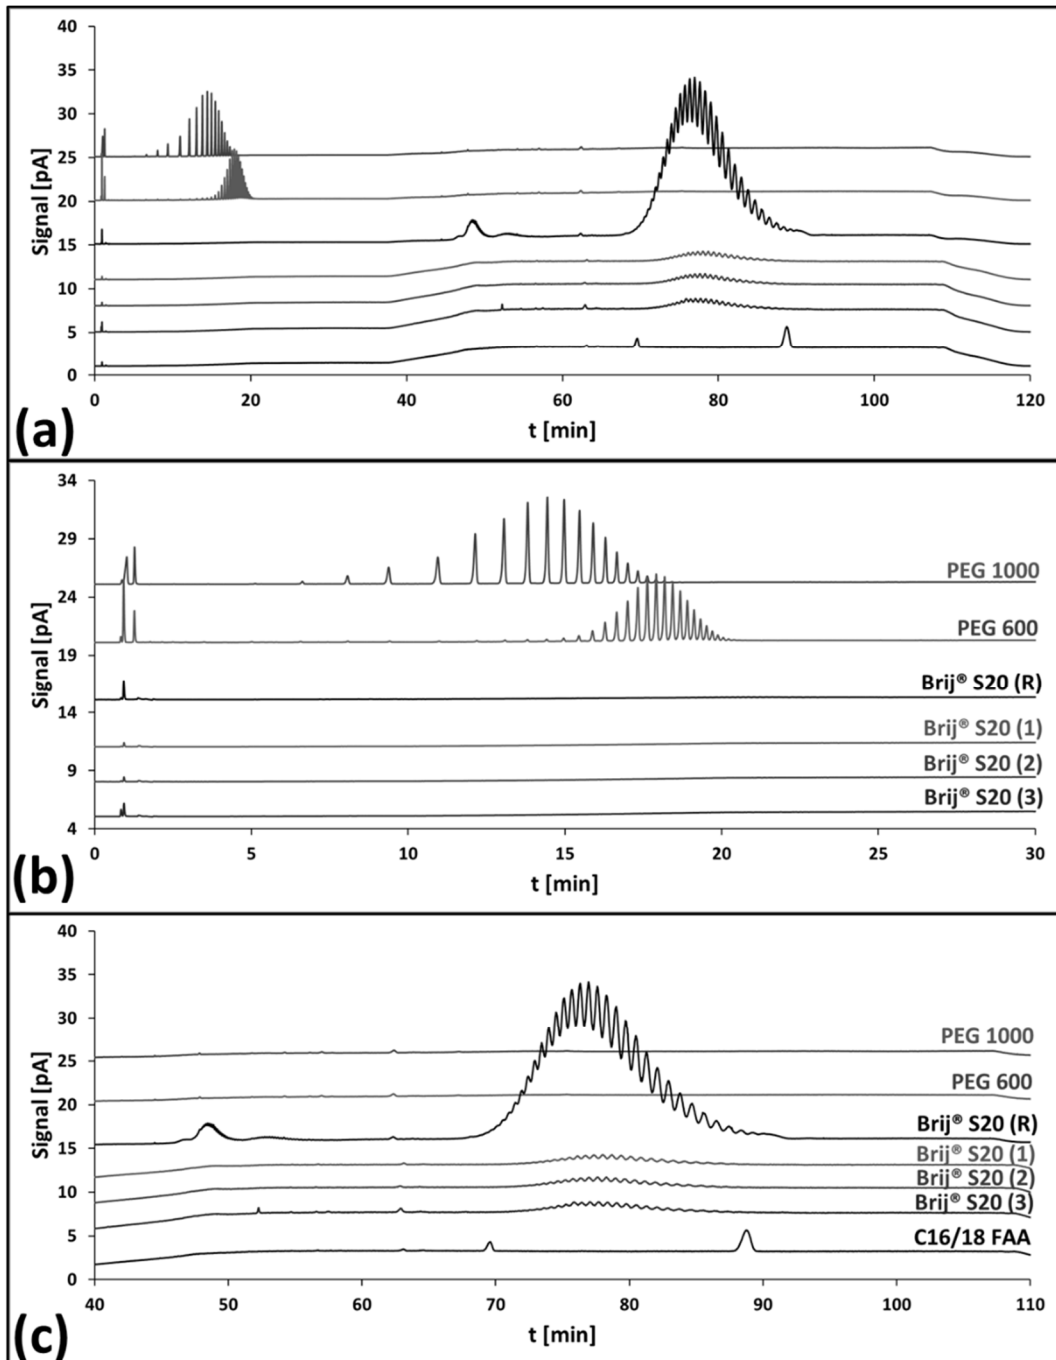 40
35
30
25
20
15
10
5
0
Signal [pA]
0 20 40 60 80 100 120
t [min]
(a)
34
29
24
19
14
9
4
Signal [pA]
PEG 1000
PEG 600
Brij® S20 (R)
Brij® S20 (1)
Brij® S20 (2)
Brij® S20 (3)
0 5 10 15 20 25 30
t [min]
(b)
40
35
30
25
20
15
10
5
0
Signal [pA]
PEG 1000
PEG 600
Brij® S20 (R)
Brij® S20 (1)
Brij® S20 (2)
Brij® S20 (3)
C16/18 FAA
40 50 60 70 80 90 100 110
t [min]
(c)